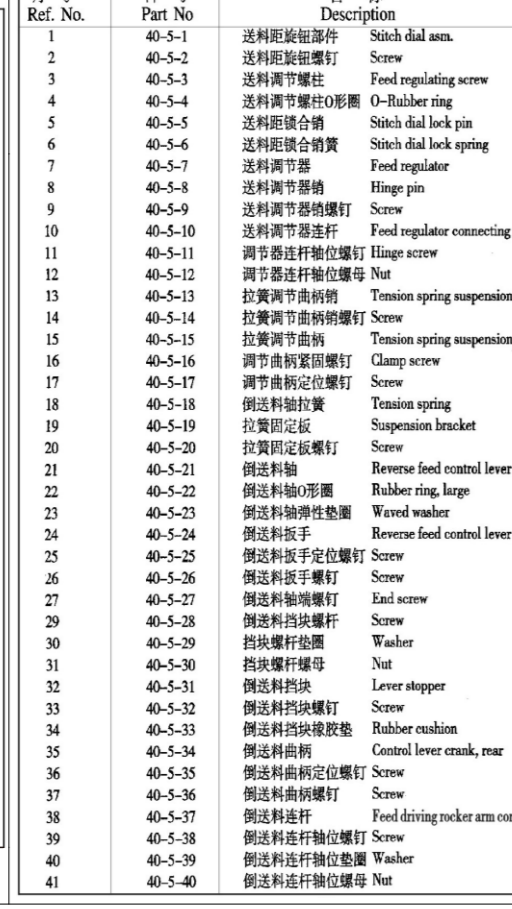 Ref. No. Part No Description
1 40-5-1 送料距旋钮部件 Stitch dial asm.
2 40-5-2 送料距旋钮螺钉 Screw
3 40-5-3 送料调节螺柱 Feed regulating screw
4 40-5-4 送料调节螺柱O形圈 O-Rubber ring
5 40-5-5 送料距锁合销 Stitch dial lock pin
6 40-5-6 送料距锁合销簧 Stitch dial lock spring
7 40-5-7 送料调节器 Feed regulator
8 40-5-8 送料调节器销 Hinge pin
9 40-5-9 送料调节器销螺钉 Screw
10 40-5-10 送料调节器连杆 Feed regulator connecting
11 40-5-11 调节器连杆轴位螺钉 Hinge screw
12 40-5-12 调节器连杆轴位螺母 Nut
13 40-5-13 拉簧调节曲柄销 Tension spring suspension
14 40-5-14 拉簧调节曲柄销螺钉 Screw
15 40-5-15 拉簧调节曲柄 Tension spring suspension
16 40-5-16 调节曲柄紧固螺钉 Clamp screw
17 40-5-17 调节曲柄定位螺钉 Screw
18 40-5-18 倒送料轴拉簧 Tension spring
19 40-5-19 拉簧固定板 Suspension bracket
20 40-5-20 拉簧固定板螺钉 Screw
21 40-5-21 倒送料轴 Reverse feed control lever
22 40-5-22 倒送料轴O形圈 Rubber ring, large
23 40-5-23 倒送料轴弹性垫圈 Waved washer
24 40-5-24 倒送料扳手 Reverse feed control lever
25 40-5-25 倒送料扳手定位螺钉 Screw
26 40-5-26 倒送料扳手螺钉 Screw
27 40-5-27 倒送料轴端螺钉 End screw
29 40-5-28 倒送料挡块螺杆 Screw
30 40-5-29 挡块螺杆垫圈 Washer
31 40-5-30 挡块螺杆螺母 Nut
32 40-5-31 倒送料挡块 Lever stopper
33 40-5-32 倒送料挡块螺钉 Screw
34 40-5-33 倒送料挡块橡胶垫 Rubber cushion
35 40-5-34 倒送料曲柄 Control lever crank, rear
36 40-5-35 倒送料曲柄定位螺钉 Screw
37 40-5-36 倒送料曲柄螺钉 Screw
38 40-5-37 倒送料连杆 Feed driving rocker arm con
39 40-5-38 倒送料连杆轴位螺钉 Screw
40 40-5-39 倒送料连杆轴位垫圈 Washer
41 40-5-40 倒送料连杆轴位螺母 Nut